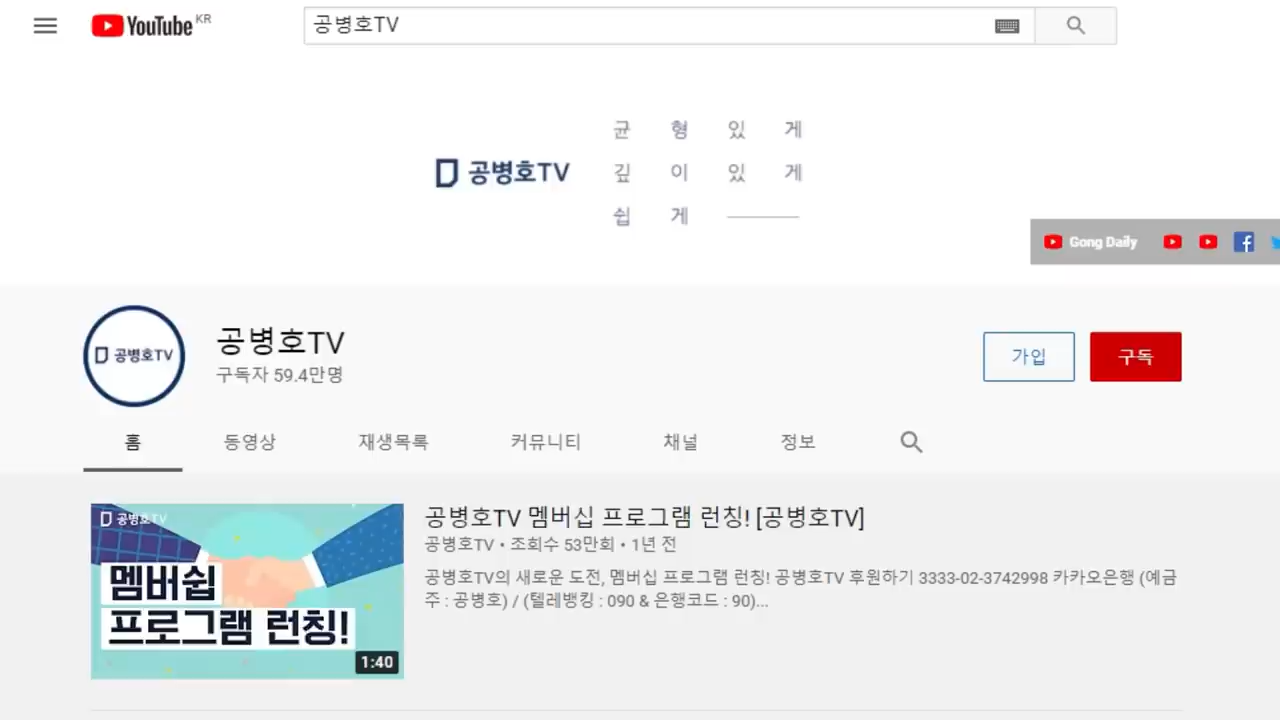 YouTube KR
공병호TV
공병호TV
균 형 있 게
깊 이 있 게
쉽 게
Gong Daily
공병호TV
공병호TV
구독자 59.4만명
가입
구독
홈 동영상 재생목록 커뮤니티 채널 정보
공병호TV
멤버쉽
프로그램 런칭!
1:40
공병호TV 멤버십 프로그램 런칭! [공병호TV]
공병호TV • 조회수 53만회 • 1년 전
공병호TV의 새로운 도전, 멤버십 프로그램 런칭! 공병호TV 후원하기 3333-02-3742998 카카오은행 (예금
주 : 공병호) / (텔레뱅킹 : 090 & 은행코드 : 90)...